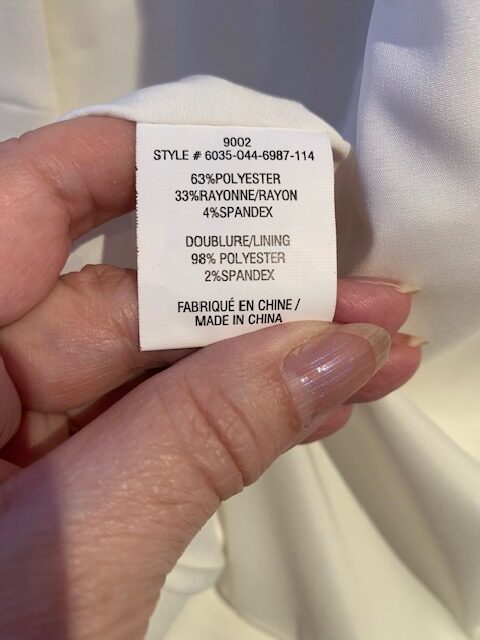 9002
STYLE # 6035-044-6987-114
63%POLYESTER
33%RAYONNE/RAYON
4%SPANDEX
DOUBLURE/LINING
98% POLYESTER
2%SPANDEX
FABRIQUÉ EN CHINE /
MADE IN CHINA